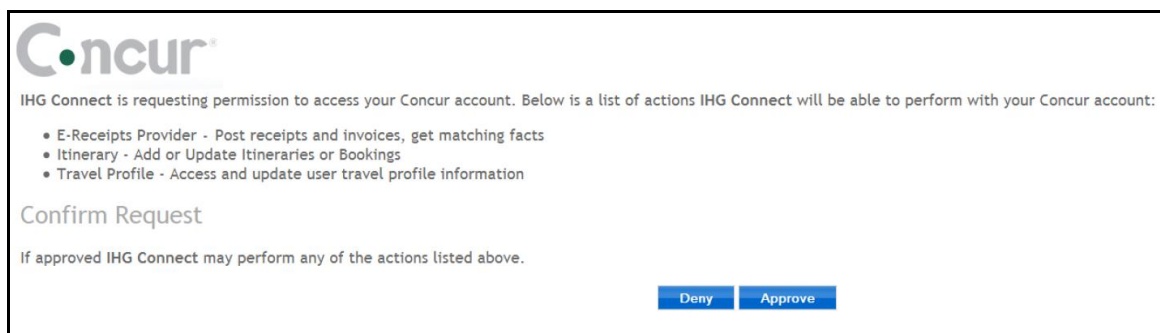 Concur®
IHG Connect is requesting permission to access your Concur account. Below is a list of actions IHG Connect will be able to perform with your Concur account:
• E-Receipts Provider - Post receipts and invoices, get matching facts
• Itinerary - Add or Update Itineraries or Bookings
• Travel Profile - Access and update user travel profile information
Confirm Request
If approved IHG Connect may perform any of the actions listed above.
Deny Approve